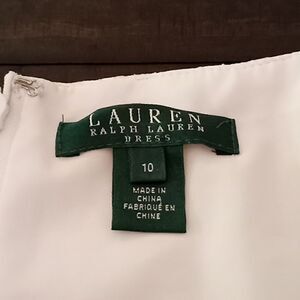 LAUREN
RALPH LAUREN
DRESS
10
MADE IN
CHINA
FABRIQUÉ EN
CHINE